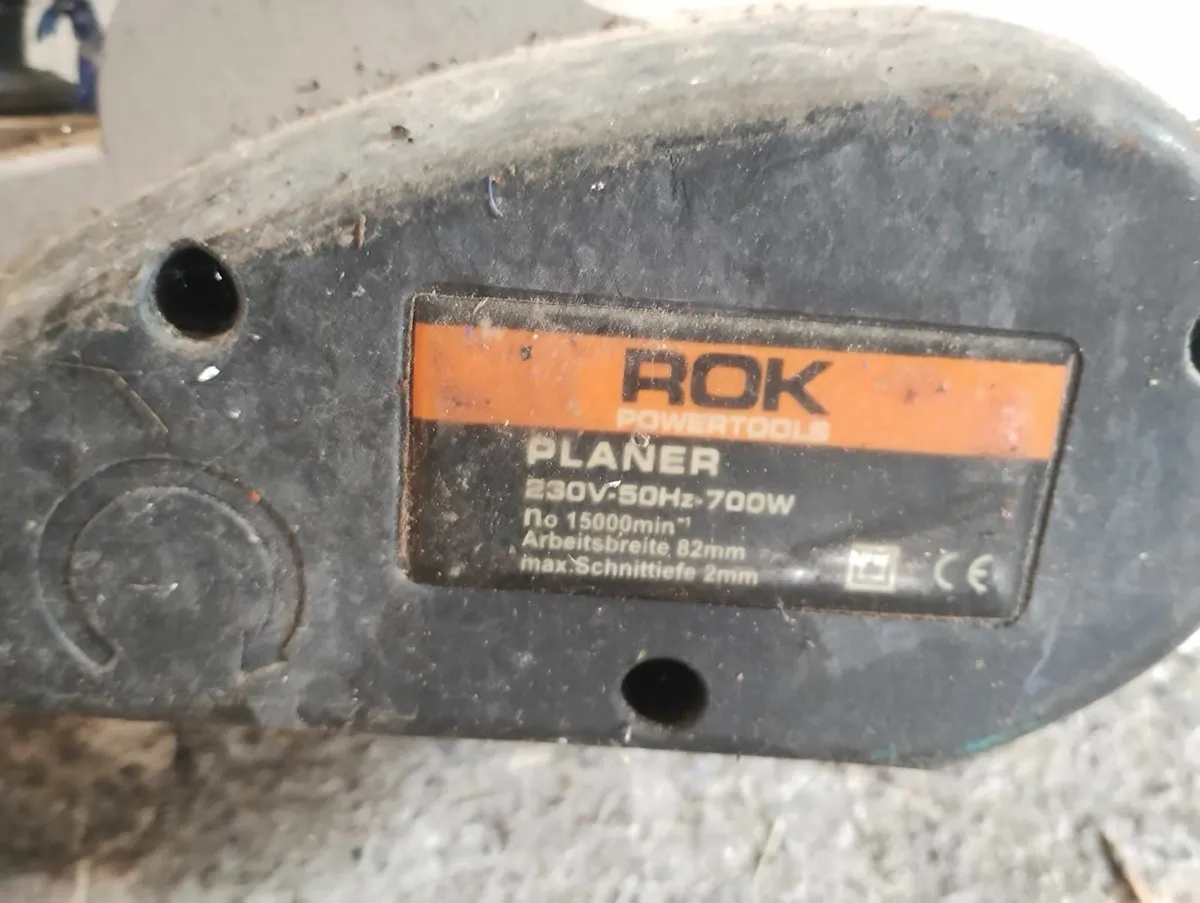 ROK
POWERTOOLS
PLANER
230V-50Hz-700W
no 15000min⁻¹
Arbeitsbreite 82mm
max.Schnittiefe 2mm
CE